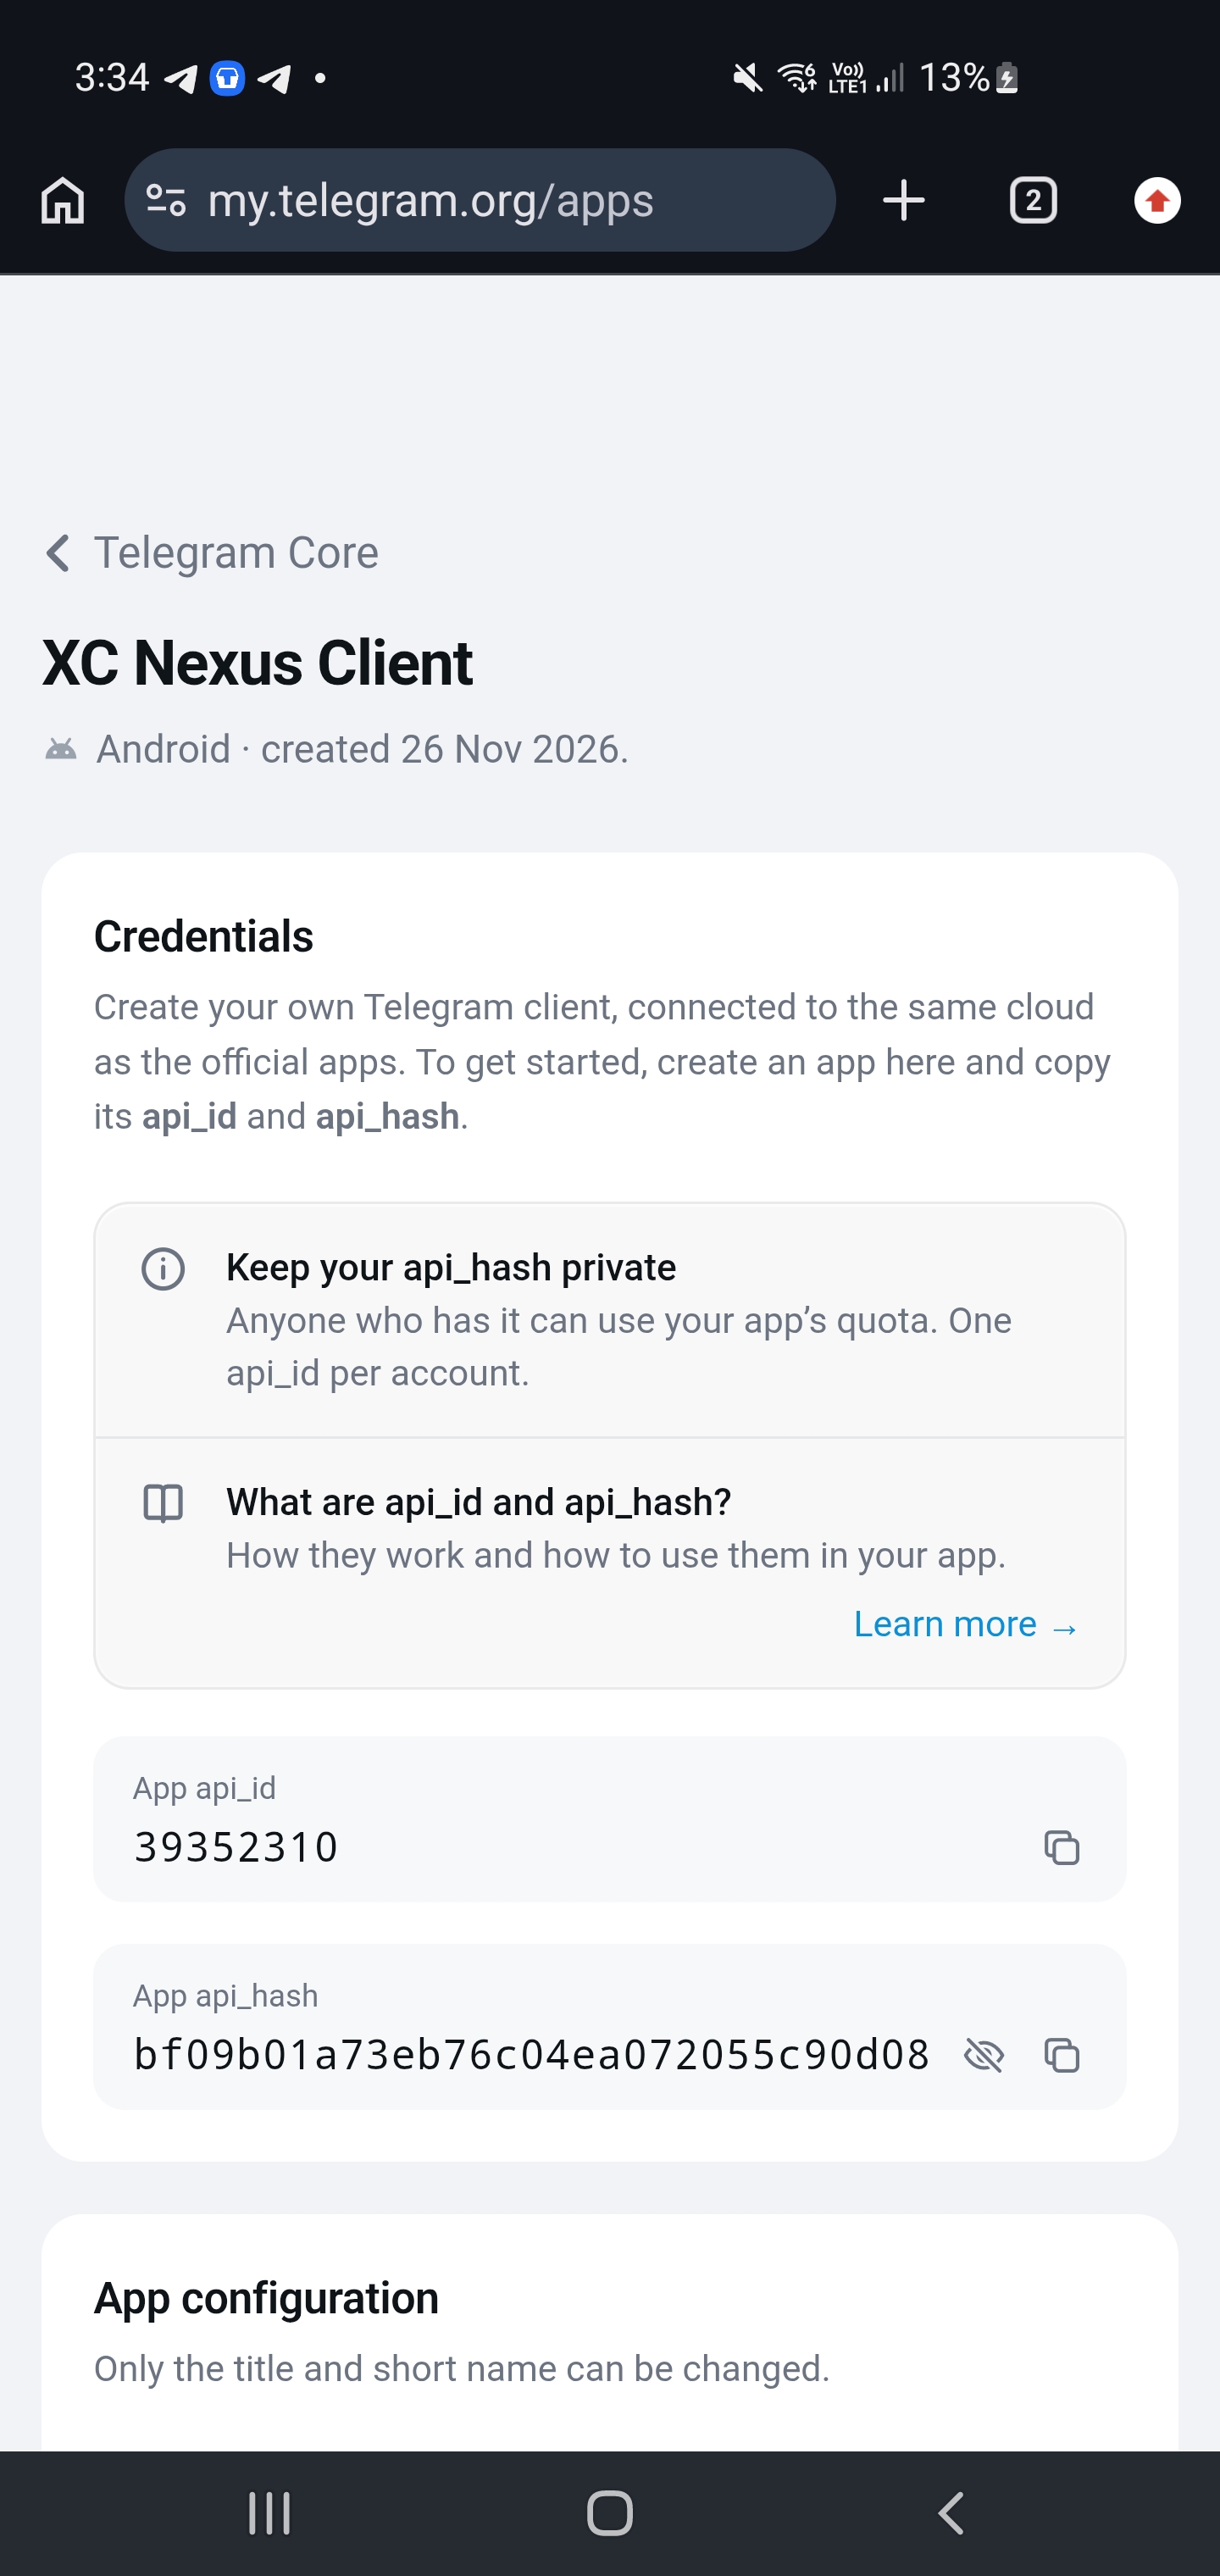 3:34
Vo))
LTE1
6
13%
my.telegram.org/apps
2
Telegram Core
XC Nexus Client
Android · created 26 Nov 2026.
Credentials
Create your own Telegram client, connected to the same cloud
as the official apps. To get started, create an app here and copy
its api_id and api_hash.
Keep your api_hash private
Anyone who has it can use your app’s quota. One
api_id per account.
What are api_id and api_hash?
How they work and how to use them in your app.
Learn more →
App api_id
39352310
App api_hash
bf09b01a73eb76c04ea072055c90d08
App configuration
Only the title and short name can be changed.